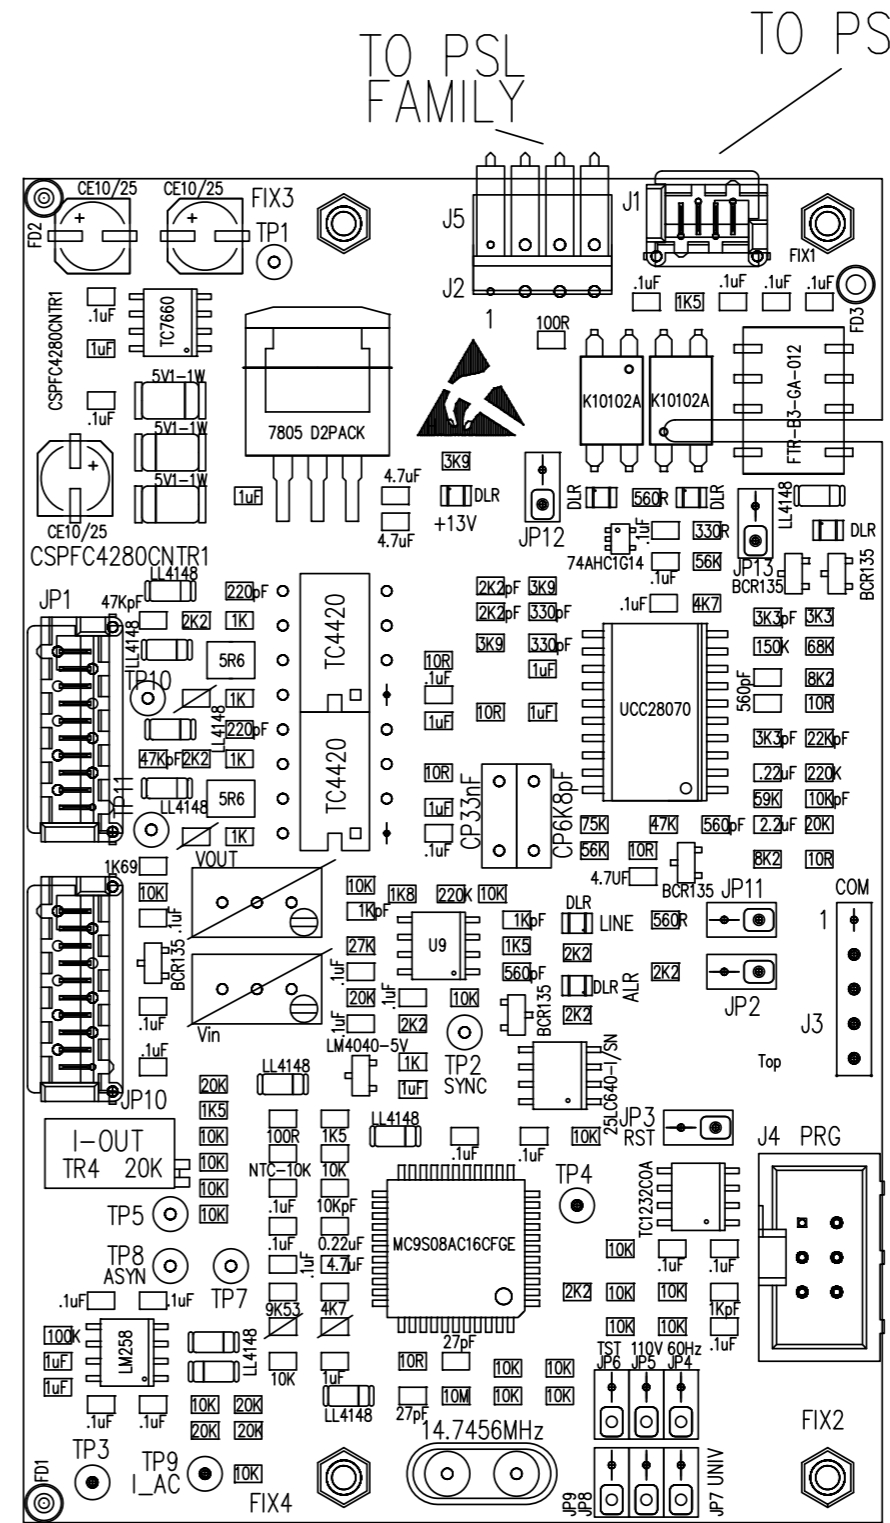 TO PSL
FAMILY
TO PS
CE10/25
CE10/25
FIX3
FD2
TP1
J5
J2
1
J1
FIX1
FD3
.1uF
TC7660
.1uF
1uF
.1uF
CSPFC4280CNTR1
5V1-1W
5V1-1W
5V1-1W
CE10/25
1uF
7805 D2PACK
4.7uF
4.7uF
3K9
DLR
+13V
100R
.1uF
1K5
.1uF
.1uF
.1uF
K10102A
K10102A
FTR-B3-GA-012
JP12
DLR
560R
DLR
JP13
LL4148
DLR
74AHC1G14
.1uF
330R
.1uF
56K
BCR135
BCR135
.1uF
4K7
CSPFC4280CNTR1
JP1
LL4148
47KpF
LL4148
2K2
220pF
1K
5R6
TP10
1K
LL4148
220pF
47KpF
2K2
1K
TP11
LL4148
5R6
1K
TC4420
TC4420
10R
.1uF
1uF
10R
1uF
.1uF
2K2pF
3K9
2K2pF
330pF
3K9
330pF
1uF
10R
1uF
CP33nF
CP6K8pF
UCC28070
3K3pF
3K3
150K
68K
560pF
8K2
10R
3K3pF
22KpF
.22uF
220K
59K
10KpF
75K
47K
560pF
2.2uF
20K
56K
10R
8K2
10R
4.7UF
BCR135
1K69
10K
.1uF
BCR135
.1uF
.1uF
JP10
VOUT
Vin
10K
1KpF
27K
.1uF
20K
.1uF
.1uF
1K8
220K
10K
U9
1KpF
1K5
560pF
10K
2K2
DLR
LINE
2K2
DLR
ALR
2K2
560R
2K2
JP11
JP2
COM
1
J3
Top
BCR135
TP2
SYNC
LM4040-5V
1K
1uF
25LC640-I/SN
LL4148
20K
1K5
10K
10K
10K
10K
I-OUT
TR4
20K
TP5
TP8
ASYN
TP7
100R
1K5
LL4148
.1uF
.1uF
10K
JP3
RST
J4
PRG
NTC-10K
10K
.1uF
10KpF
.1uF
0.22uF
.1uF
4.7uF
9K53
4K7
10K
1uF
MC9S08AC16CFGE
TP4
TC1232COA
10K
.1uF
.1uF
2K2
10K
10K
1KpF
10K
10K
.1uF
.1uF
.1uF
100K
1uF
1uF
LM258
LL4148
.1uF
.1uF
10K
20K
20K
20K
10K
LL4148
10R
27pF
10K
10K
27pF
10M
10K
10K
14.7456MHz
TST
110V
60Hz
JP6
JP5
JP4
JP9
JP8
JP7
UNIV
FIX2
FD1
TP3
TP9
I_AC
FIX4